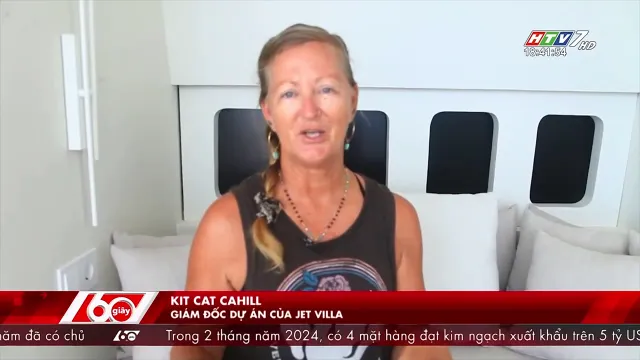 HTV7 HD
18:41:54
KIT CAT CAHILL
60 giây
GIÁM ĐỐC DỰ ÁN CỦA JET VILLA
năm đã có chủ 60 Trong 2 tháng năm 2024, có 4 mặt hàng đạt kim ngạch xuất khẩu trên 5 tỷ US